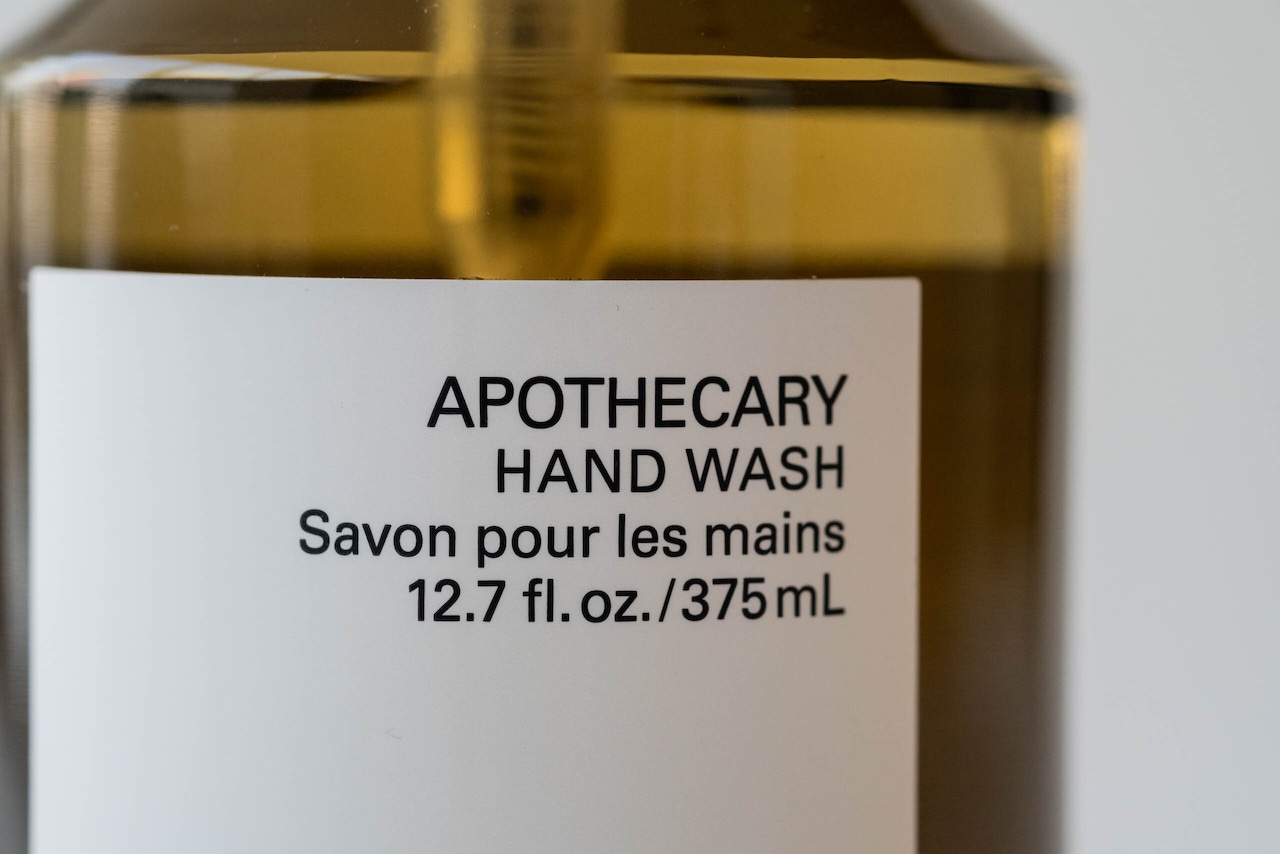 APOTHECARY
HAND WASH
Savon pour les mains
12.7 fl. oz. / 375 mL